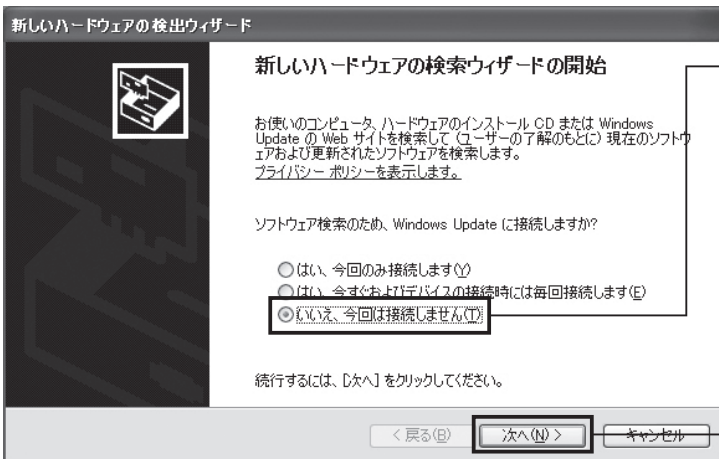 新しいハードウェアの検出ウィザード
新しいハードウェアの検索ウィザードの開始
お使いのコンピュータ、ハードウェアのインストール CD または Windows
Update の Web サイトを検索して (ユーザーの了解のもとに) 現在のソフトウ
ェアおよび更新されたソフトウェアを検索します。
プライバシー ポリシーを表示します。
ソフトウェア検索のため、Windows Update に接続しますか?
はい、今回のみ接続します(Y)
はい、今すぐおよびデバイスの接続時には毎回接続します(E)
いいえ、今回は接続しません(T)
続行するには、[次へ] をクリックしてください。
< 戻る(B) 次へ(N) > キャンセル